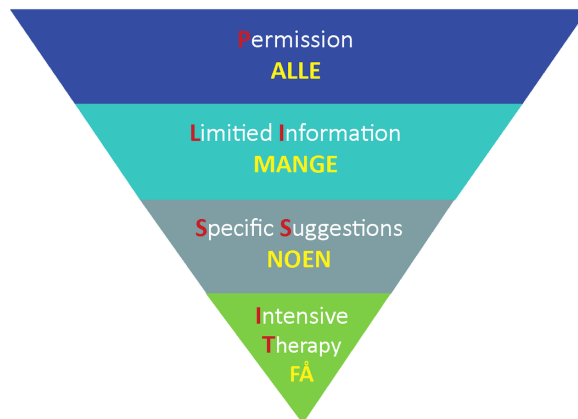 Permission
ALLE
Limitied Information
MANGE
Specific Suggestions
NOEN
Intensive
Therapy
FÅ